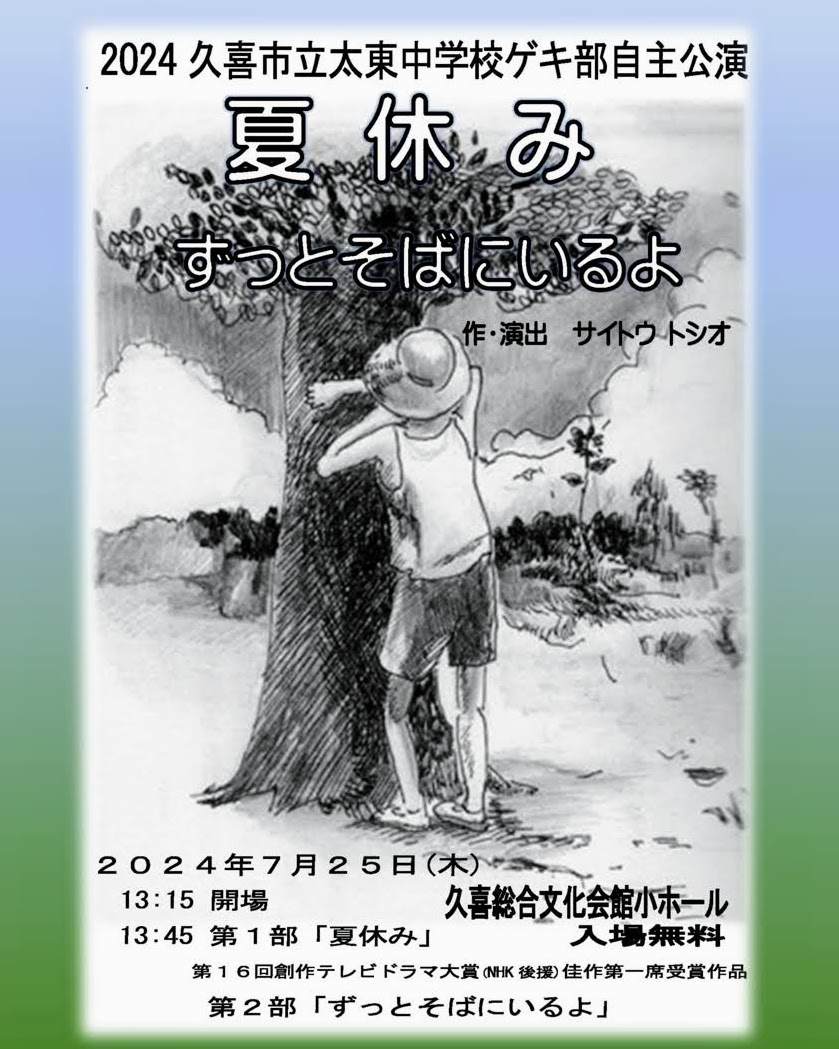 2024 久喜市立太東中学校ゲキ部自主公演
夏休み
ずっとそばにいるよ
作・演出　サイトウ トシオ
２０２４年７月２５日(木)
13:15 開場
久喜総合文化会館小ホール
13:45 第１部「夏休み」
入場無料
第１６回創作テレビドラマ大賞(NHK 後援)佳作第一席受賞作品
第２部「ずっとそばにいるよ」